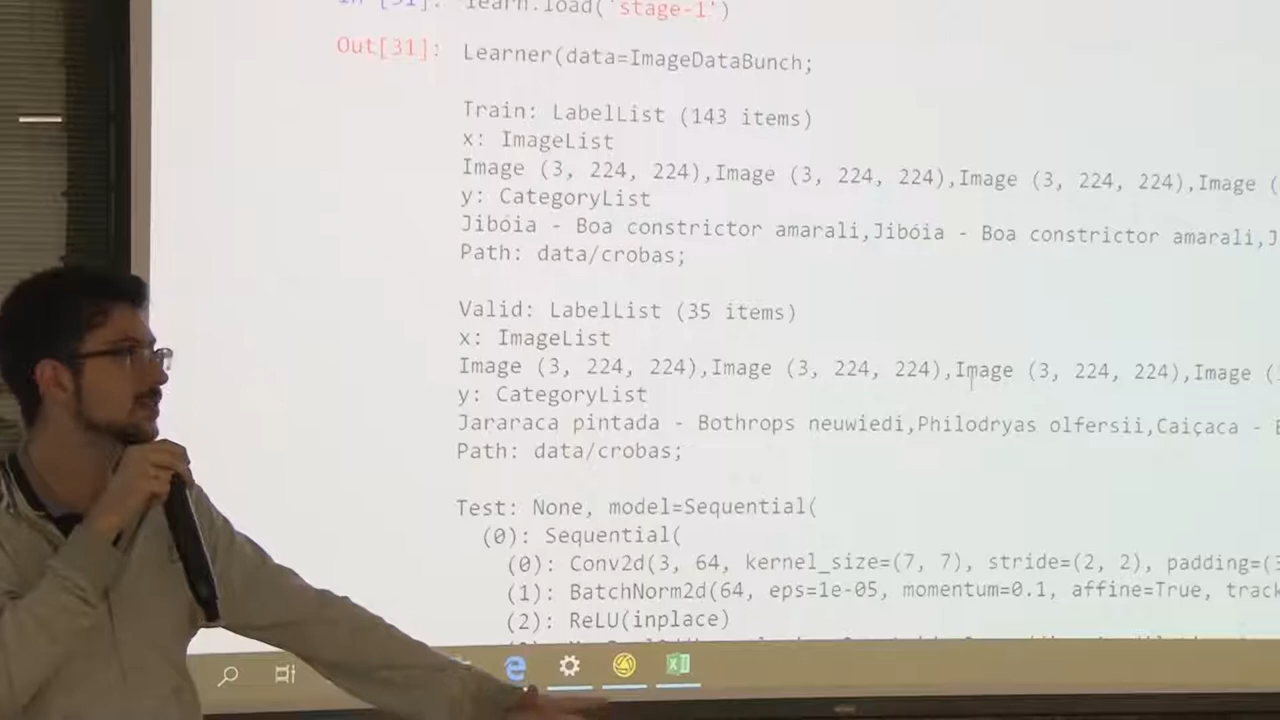 In [31]: learn.load('stage-1')
Out[31]: Learner(data=ImageDataBunch;
Train: LabelList (143 items)
x: ImageList
Image (3, 224, 224),Image (3, 224, 224),Image (3, 224, 224),Image (
y: CategoryList
Jibóia - Boa constrictor amarali,Jibóia - Boa constrictor amarali,J
Path: data/crobas;
Valid: LabelList (35 items)
x: ImageList
Image (3, 224, 224),Image (3, 224, 224),Image (3, 224, 224),Image (
y: CategoryList
Jararaca pintada - Bothrops neuwiedi,Philodryas olfersii,Caiçaca - B
Path: data/crobas;
Test: None, model=Sequential(
(0): Sequential(
(0): Conv2d(3, 64, kernel_size=(7, 7), stride=(2, 2), padding=(3
(1): BatchNorm2d(64, eps=1e-05, momentum=0.1, affine=True, track
(2): ReLU(inplace)